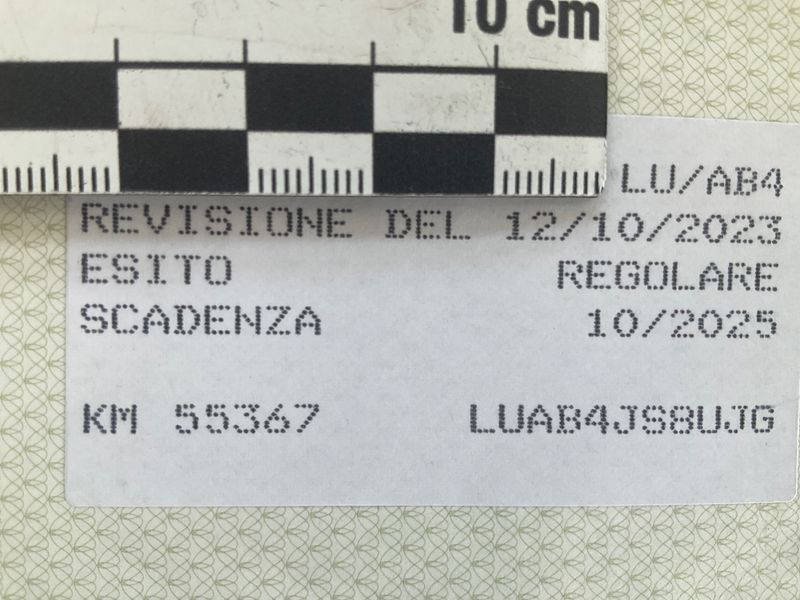 10 cm
LU/AB4
REVISIONE DEL 12/10/2023
ESITO REGOLARE
SCADENZA 10/2025
KM 55367 LUAB4JS8UJG